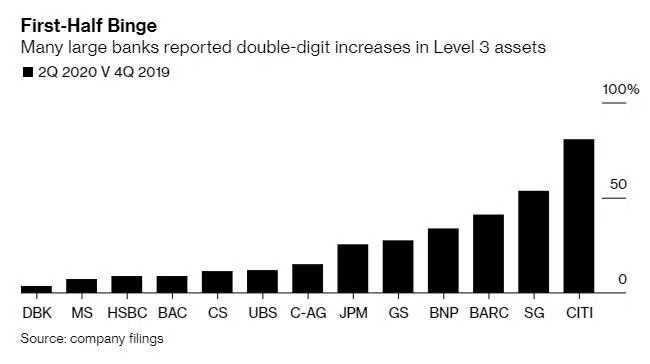 First-Half Binge
Many large banks reported double-digit increases in Level 3 assets
2Q 2020 V 4Q 2019
100%
50
0
DBK MS HSBC BAC CS UBS C-AG JPM GS BNP BARC SG CITI
Source: company filings